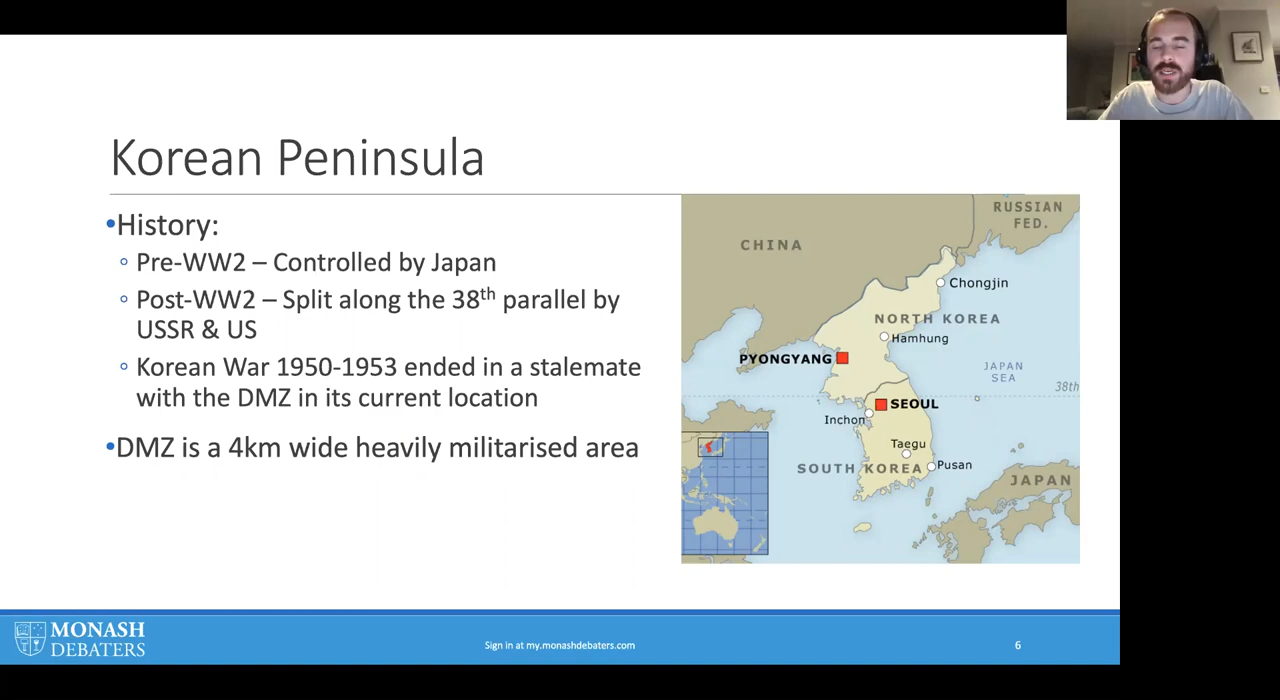 Korean Peninsula
•History:
◦ Pre-WW2 – Controlled by Japan
◦ Post-WW2 – Split along the 38th parallel by
USSR & US
◦ Korean War 1950-1953 ended in a stalemate
with the DMZ in its current location
•DMZ is a 4km wide heavily militarised area
RUSSIAN
FED.
CHINA
Chongjin
NORTH KOREA
Hamhung
PYONGYANG
JAPAN
SEA
38th
SEOUL
Inchon
Taegu
SOUTH KOREA
Pusan
JAPAN
MONASH
DEBATERS
Sign in at my.monashdebaters.com
6